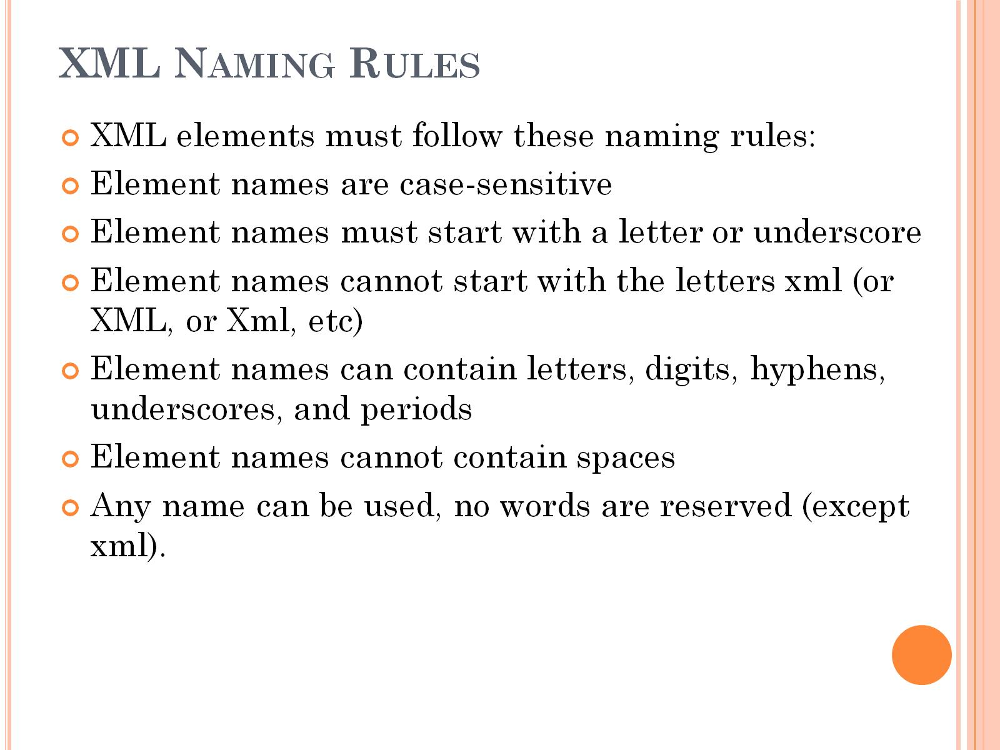 XML NAMING RULES
XML elements must follow these naming rules:
Element names are case-sensitive
Element names must start with a letter or underscore
Element names cannot start with the letters xml (or
XML, or Xml, etc)
Element names can contain letters, digits, hyphens,
underscores, and periods
Element names cannot contain spaces
Any name can be used, no words are reserved (except
xml).